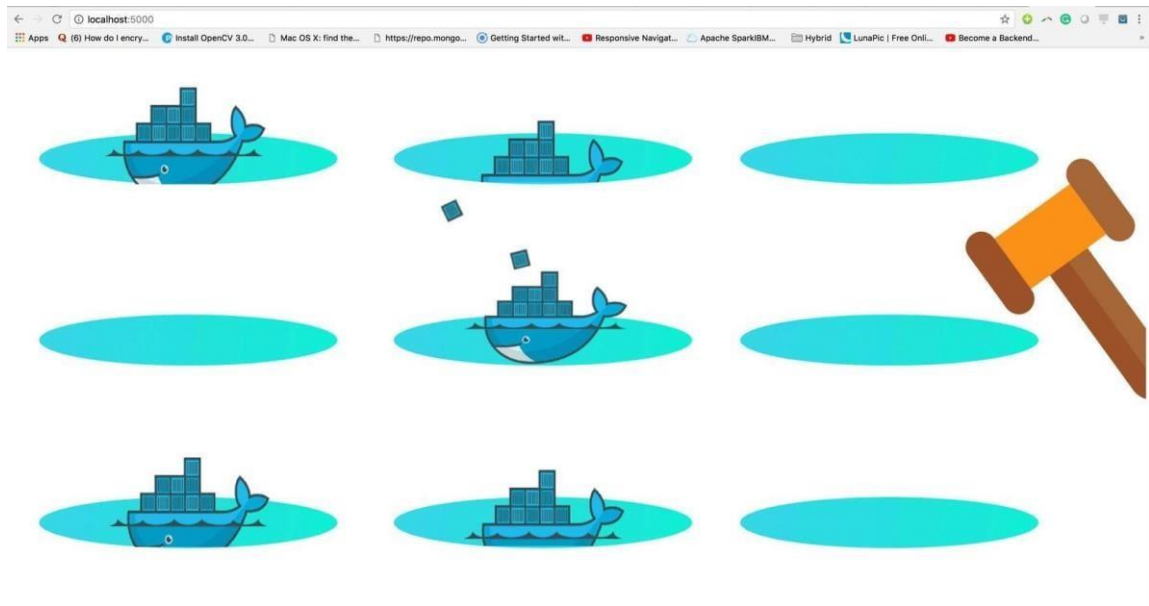 localhost:5000
Apps (6) How do I encry... Install OpenCV 3.0... Mac OS X: find the... https://repo.mongo... Getting Started wit... Responsive Navigat... Apache SparkIBM... Hybrid LunaPic | Free Onli... Become a Backend... »